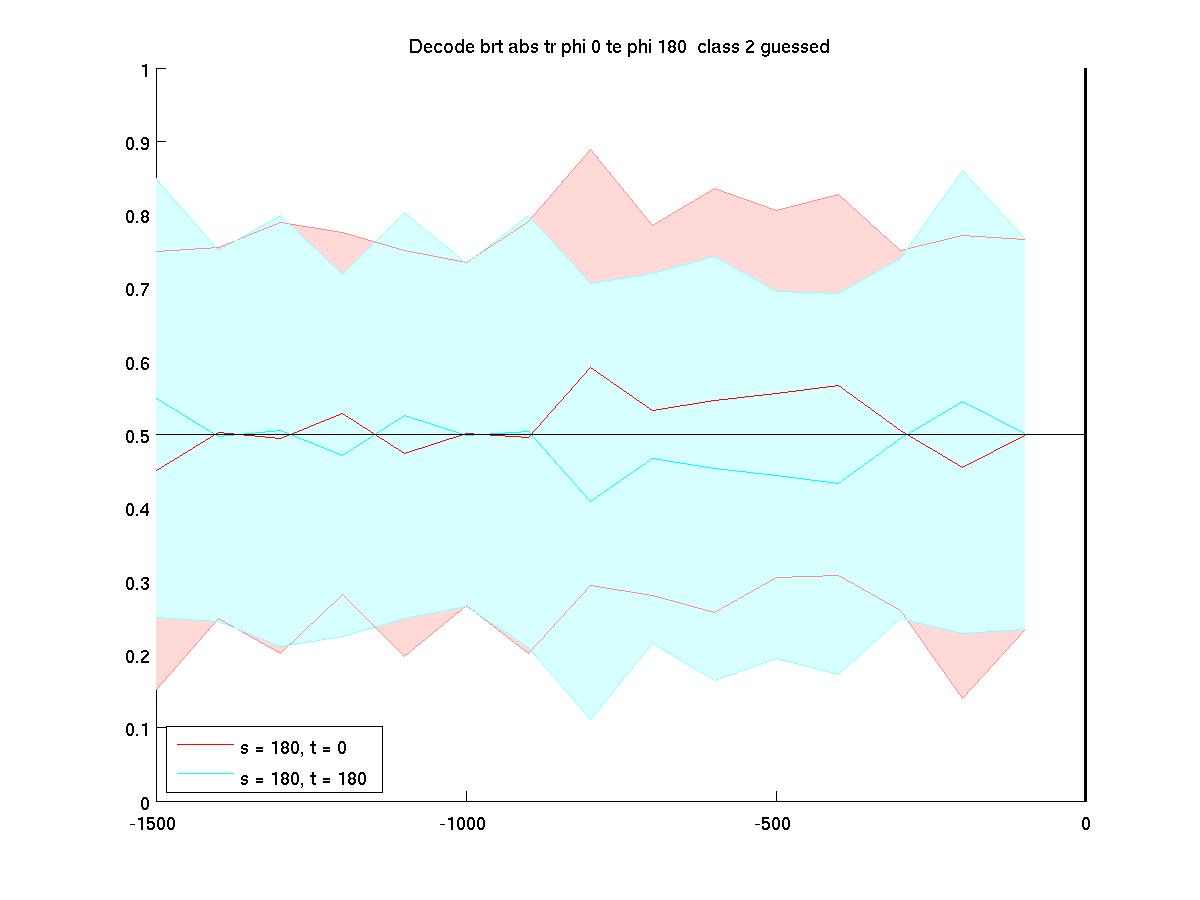 Decode brt abs tr phi 0 te phi 180 class 2 guessed
1
0.9
0.8
0.7
0.6
0.5
0.4
0.3
0.2
0.1
0
s = 180, t = 0
s = 180, t = 180
-1500 -1000 -500 0